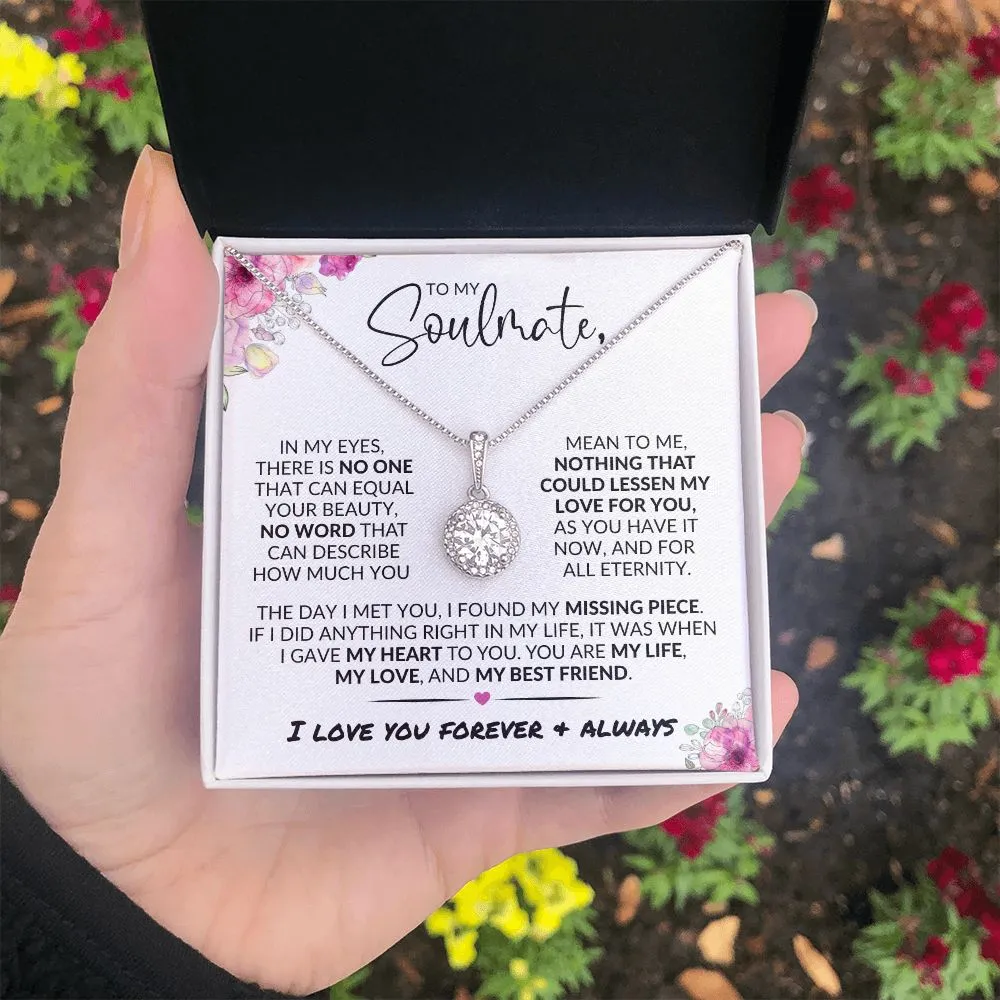 TO MY
Soulmate,
IN MY EYES,
THERE IS NO ONE
THAT CAN EQUAL
YOUR BEAUTY,
NO WORD THAT
CAN DESCRIBE
HOW MUCH YOU
MEAN TO ME,
NOTHING THAT
COULD LESSEN MY
LOVE FOR YOU,
AS YOU HAVE IT
NOW, AND FOR
ALL ETERNITY.
THE DAY I MET YOU, I FOUND MY MISSING PIECE.
IF I DID ANYTHING RIGHT IN MY LIFE, IT WAS WHEN
I GAVE MY HEART TO YOU. YOU ARE MY LIFE,
MY LOVE, AND MY BEST FRIEND.
I LOVE YOU FOREVER + ALWAYS